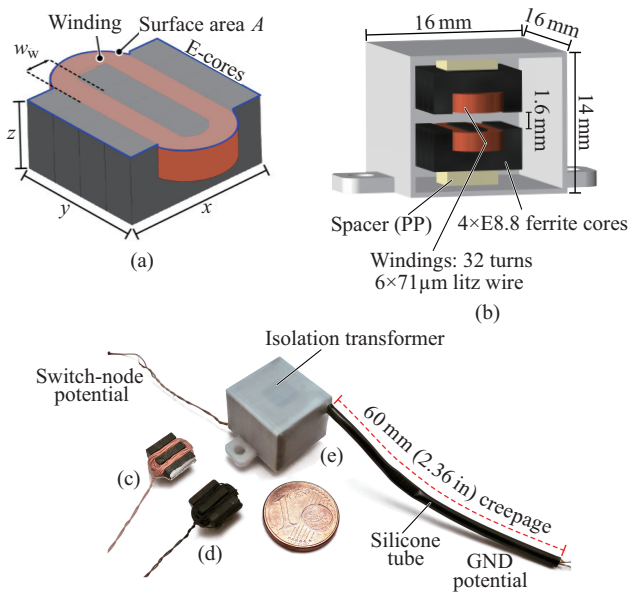 Winding
Surface area A
E-cores
w_w
z
y
x
(a)
16 mm
16 mm
14 mm
1.6 mm
Spacer (PP)
4×E8.8 ferrite cores
Windings: 32 turns
6×71μm litz wire
(b)
Isolation transformer
Switch-node
potential
60 mm (2.36 in) creepage
(c)
(e)
(d)
1
Silicone
tube
GND
potential